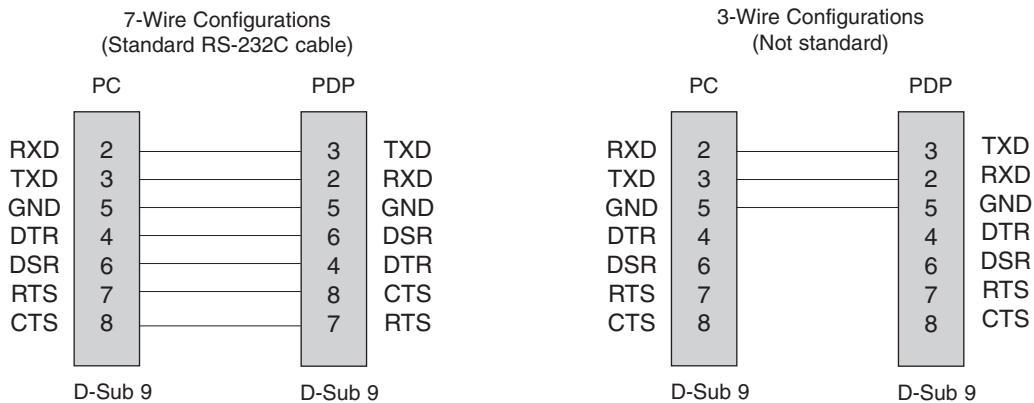 7-Wire Configurations
(Standard RS-232C cable)
PC PDP
RXD 2 3 TXD
TXD 3 2 RXD
GND 5 5 GND
DTR 4 6 DSR
DSR 6 4 DTR
RTS 7 8 CTS
CTS 8 7 RTS
D-Sub 9 D-Sub 9
3-Wire Configurations
(Not standard)
PC PDP
RXD 2 3 TXD
TXD 3 2 RXD
GND 5 5 GND
DTR 4 4 DTR
DSR 6 6 DSR
RTS 7 7 RTS
CTS 8 8 CTS
D-Sub 9 D-Sub 9